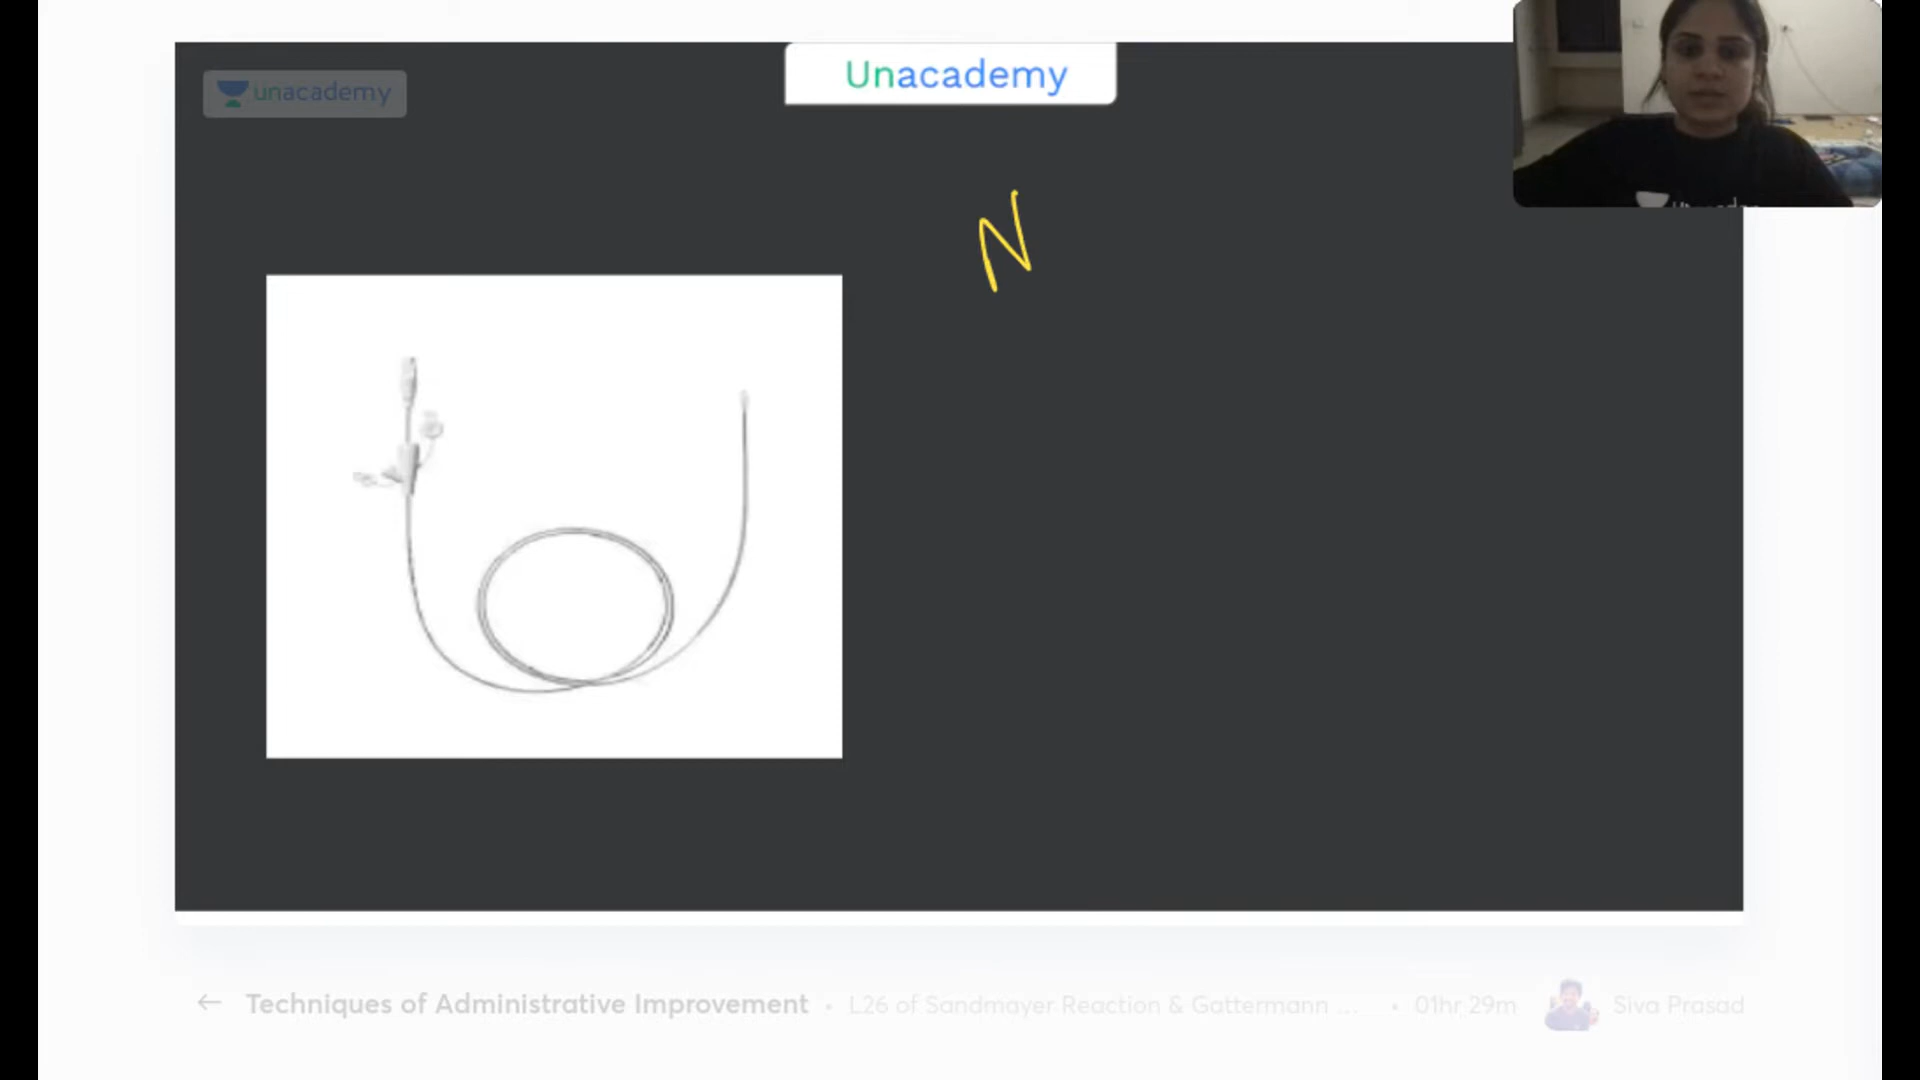 unacademy
Unacademy
N
Techniques of Administrative Improvement • L26 of Sandmayer Reaction & Gattermann ... • 01hr 29m Siva Prasad